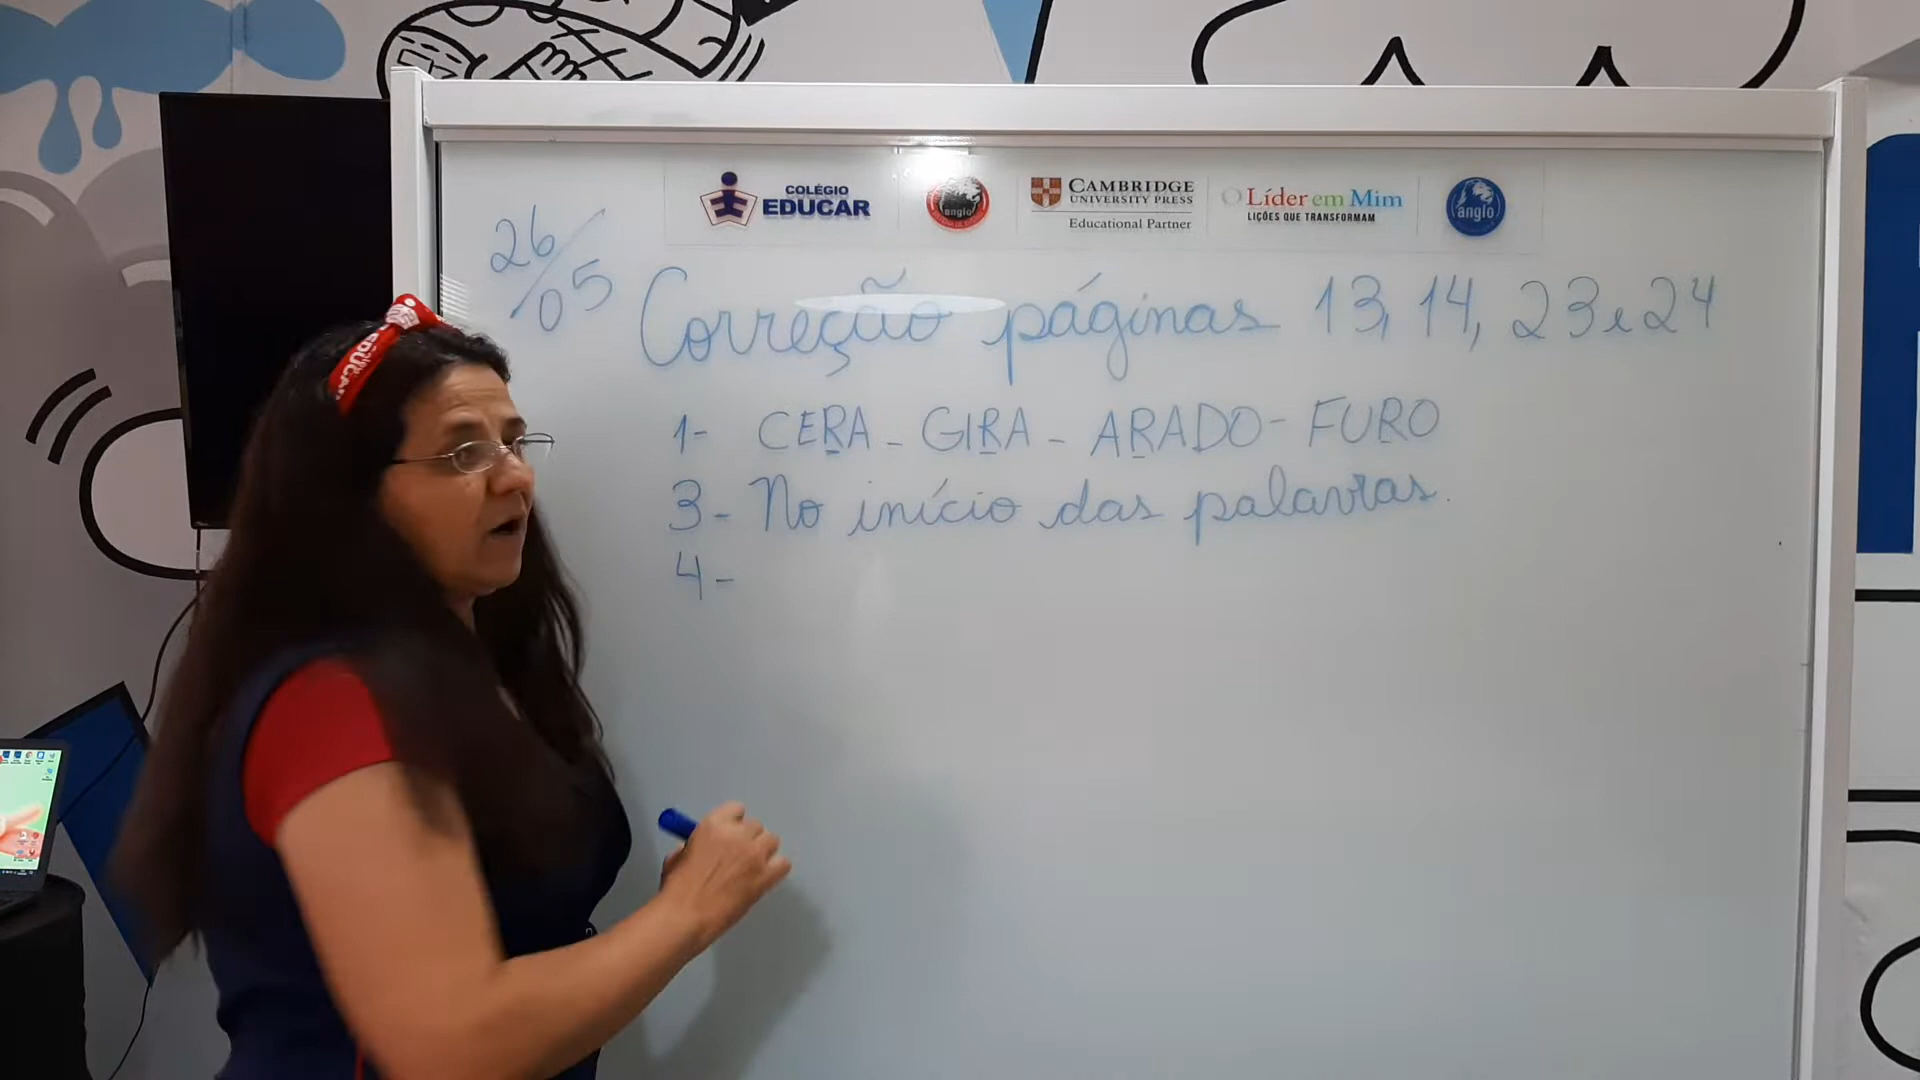 COLÉGIO
EDUCAR
anglo
CAMBRIDGE
UNIVERSITY PRESS
Educational Partner
O Líder em Mim
LIÇÕES QUE TRANSFORMAM
anglo
26/05
Correção páginas 13, 14, 23 e 24
1- CERA - GIRA - ARADO - FURO
3- No início das palavras.
4-